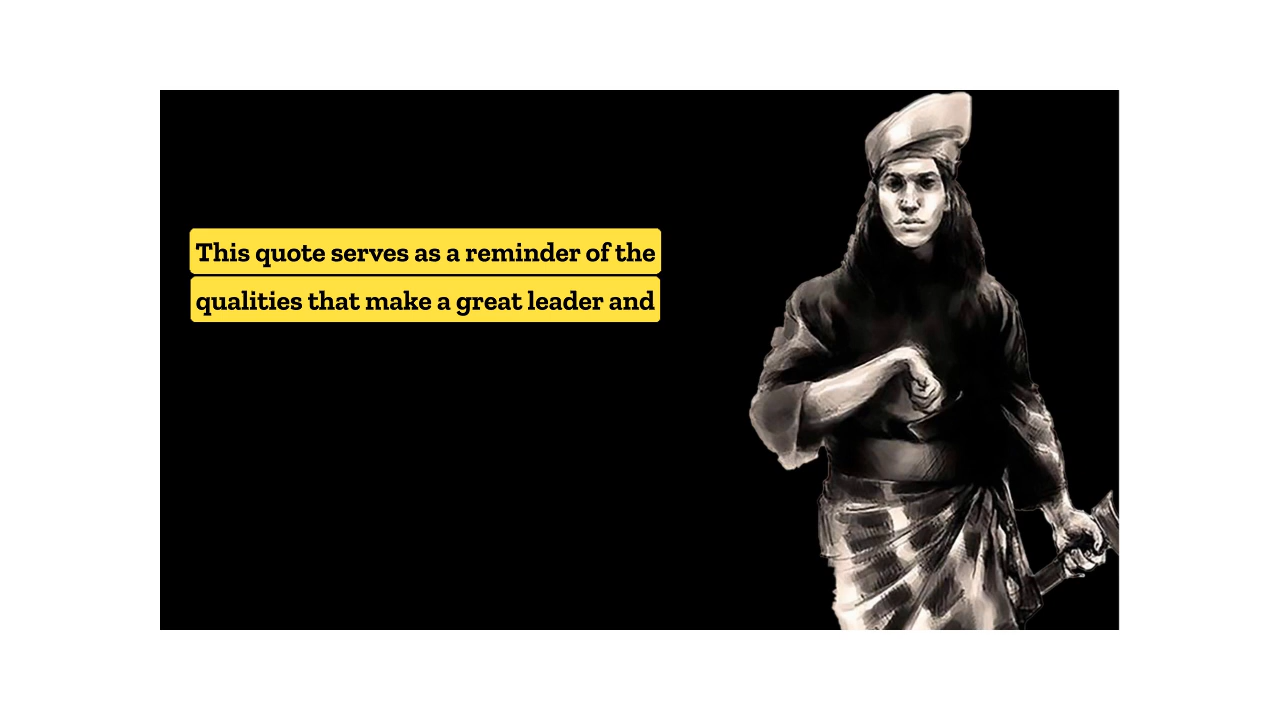 This quote serves as a reminder of the
qualities that make a great leader and